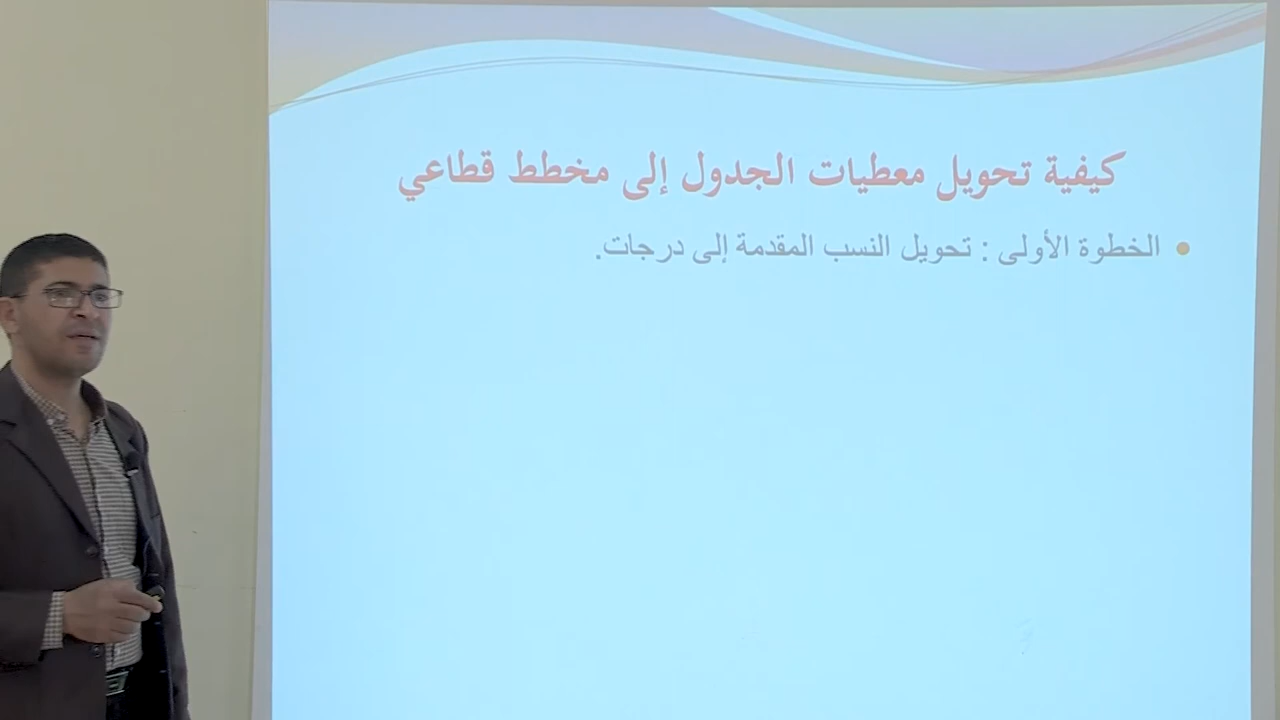 كيفية تحويل معطيات الجدول إلى مخطط قطاعي
• الخطوة الأولى : تحويل النسب المقدمة إلى درجات.